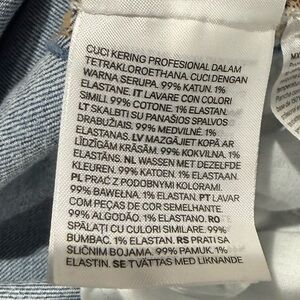 CUCI KERING PROFESIONAL DALAM
TETRAKLOROETHANA. CUCI DENGAN
WARNA SERUPA. 99% KATUN. 1%
ELASTANE. IT LAVARE CON COLORI
SIMILI. 99% COTONE. 1% ELASTAN.
LT SKALBTI SU PANAŠIOS SPALVOS
DRABUŽIAIS. 99% MEDVILNĖ. 1%
ELASTANAS. LV MAZGĀJIET KOPĀ AR
LĪDZĪGĀM KRĀSĀM. 99% KOKVILNA. 1%
ELASTĀNS. NL WASSEN MET DEZELFDE
KLEUREN. 99% KATOEN. 1% ELASTAAN.
PL PRAĆ Z PODOBNYMI KOLORAMI.
99% BAWEŁNA. 1% ELASTAN. PT LAVAR
COM PEÇAS DE COR SEMELHANTE.
99% ALGODÃO. 1% ELASTANO. RO
SPĂLAȚI CU CULORI SIMILARE. 99%
BUMBAC. 1% ELASTAN. RS PRATI SA
SLIČNIM BOJAMA. 99% PAMUK. 1%
ELASTIN. SE TVÄTTAS MED LIKNANDE
MX